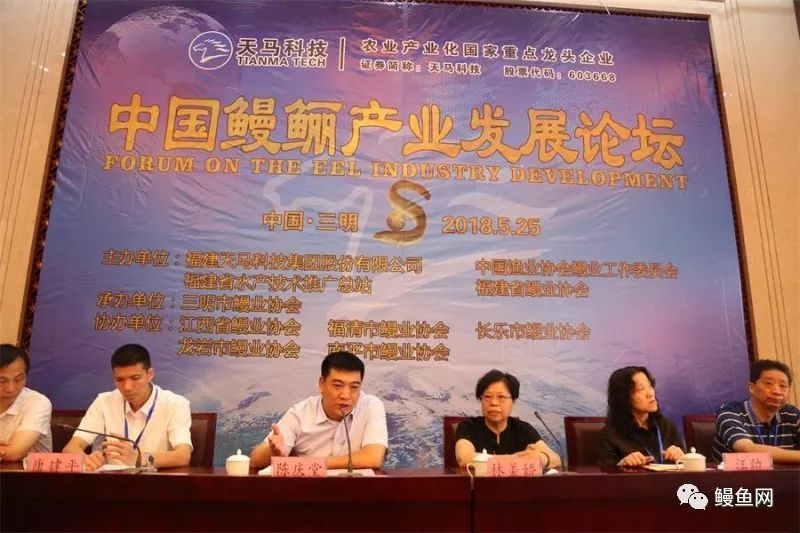 天马科技
TIANMA TECH
农业产业化国家重点龙头企业
证券简称：天马科技 股票代码：603668
中国鳗鲡产业发展论坛
FORUM ON THE EEL INDUSTRY DEVELOPMENT
中国·三明 2018.5.25
主办单位：福建天马科技集团股份有限公司 中国渔业协会鳗业工作委员会
福建省水产技术推广总站 福建省鳗业协会
承办单位：三明市鳗业协会
协办单位：江西省鳗业协会 福清市鳗业协会 长乐市鳗业协会
龙岩市鳗业协会 南平市鳗业协会
康建平
陈庆堂
林美娇
江勃
鳗鱼网